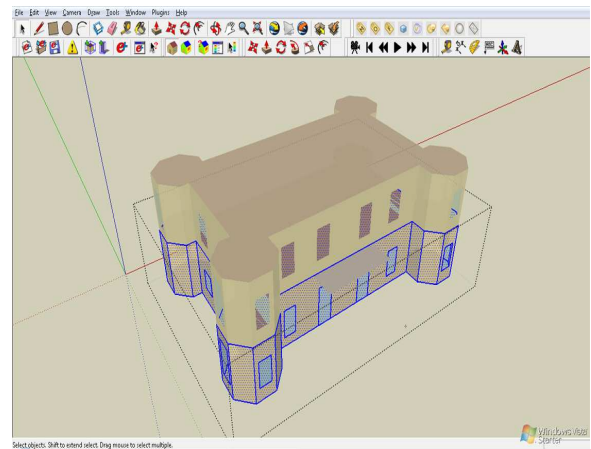 File Edit View Camera Draw Tools Window Plugins Help
Windows Vista
Starter
Select objects. Shift to extend select. Drag mouse to select multiple.